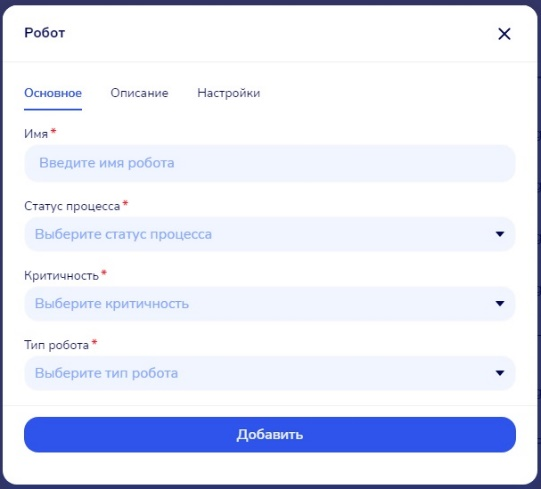 Робот
Основное Описание Настройки
Имя *
Введите имя робота
Статус процесса *
Выберите статус процесса
Критичность *
Выберите критичность
Тип робота *
Выберите тип робота
Добавить